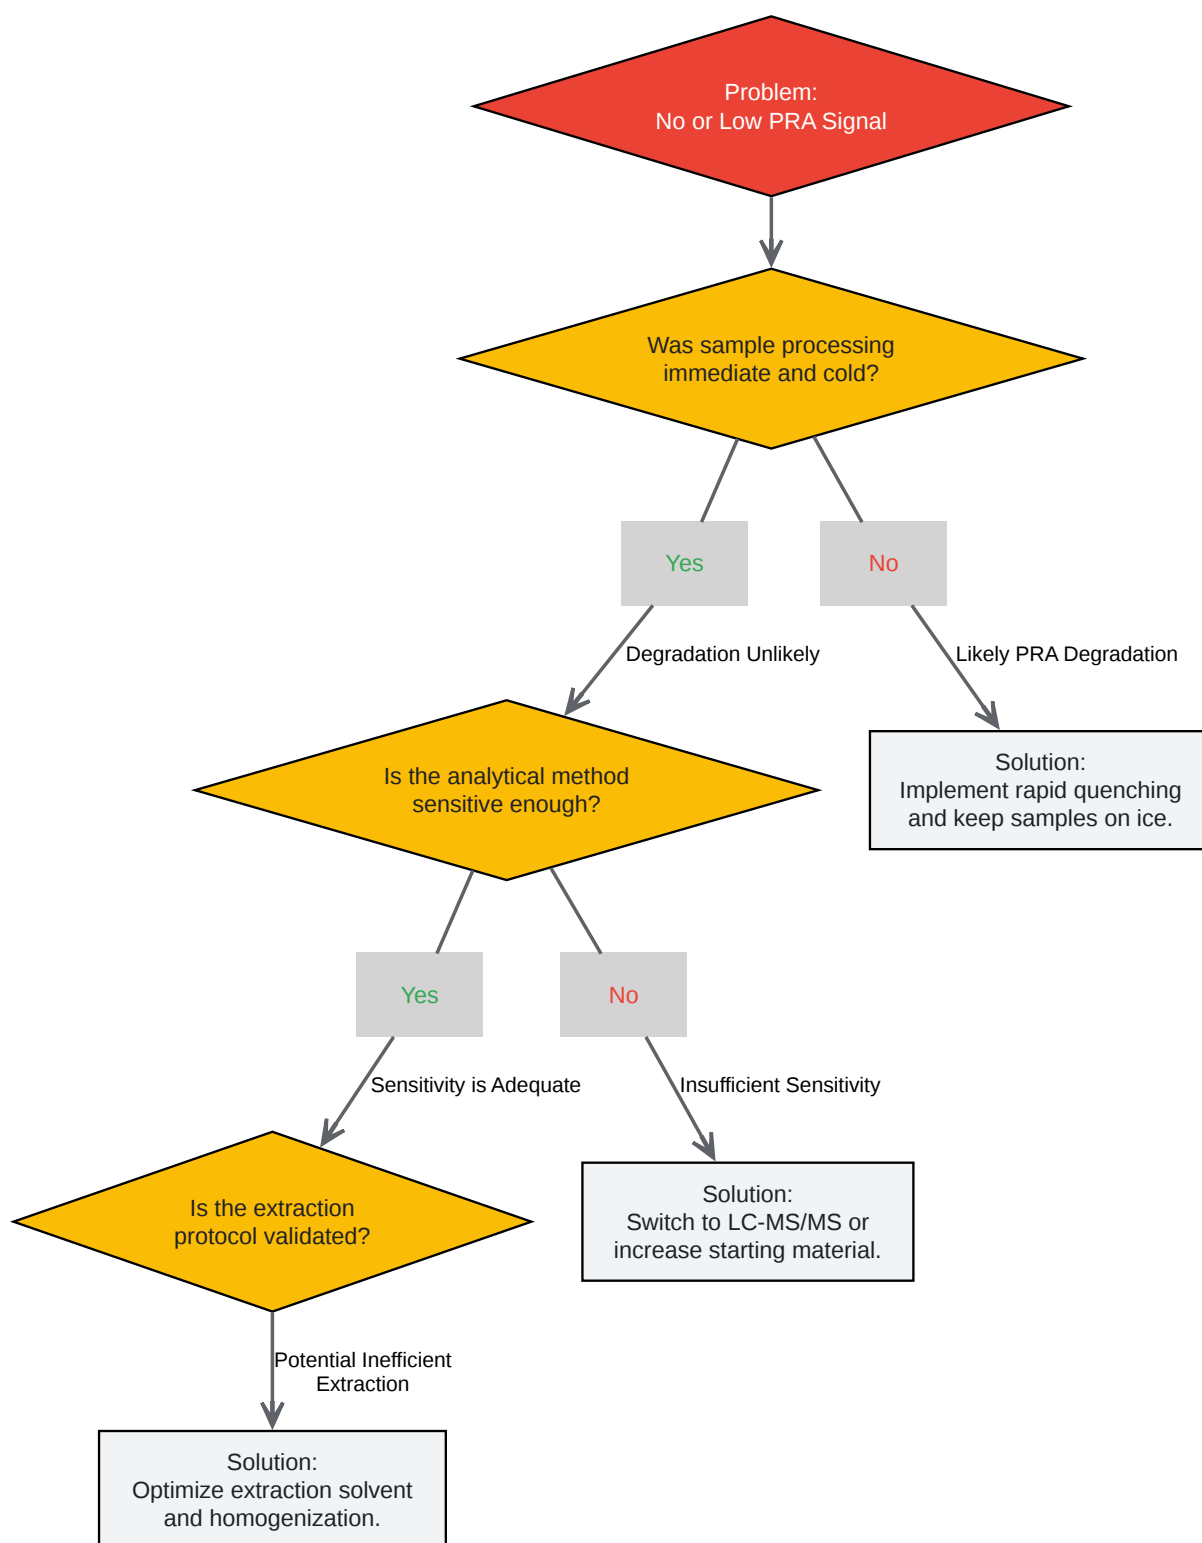 Problem:
No or Low PRA Signal
Was sample processing
immediate and cold?
Yes
No
Degradation Unlikely
Likely PRA Degradation
Is the analytical method
sensitive enough?
Solution:
Implement rapid quenching
and keep samples on ice.
Yes
No
Sensitivity is Adequate
Insufficient Sensitivity
Is the extraction
protocol validated?
Solution:
Switch to LC-MS/MS or
increase starting material.
Potential Inefficient
Extraction
Solution:
Optimize extraction solvent
and homogenization.